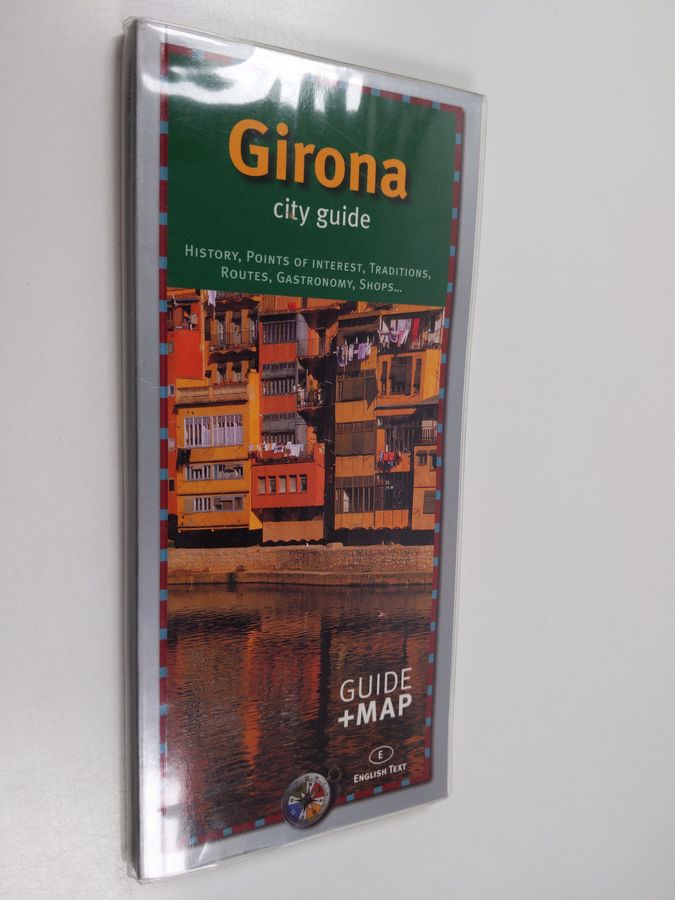 Girona
city guide
HISTORY, POINTS OF INTEREST, TRADITIONS,
ROUTES, GASTRONOMY, SHOPS...
GUIDE
+MAP
E
ENGLISH TEXT